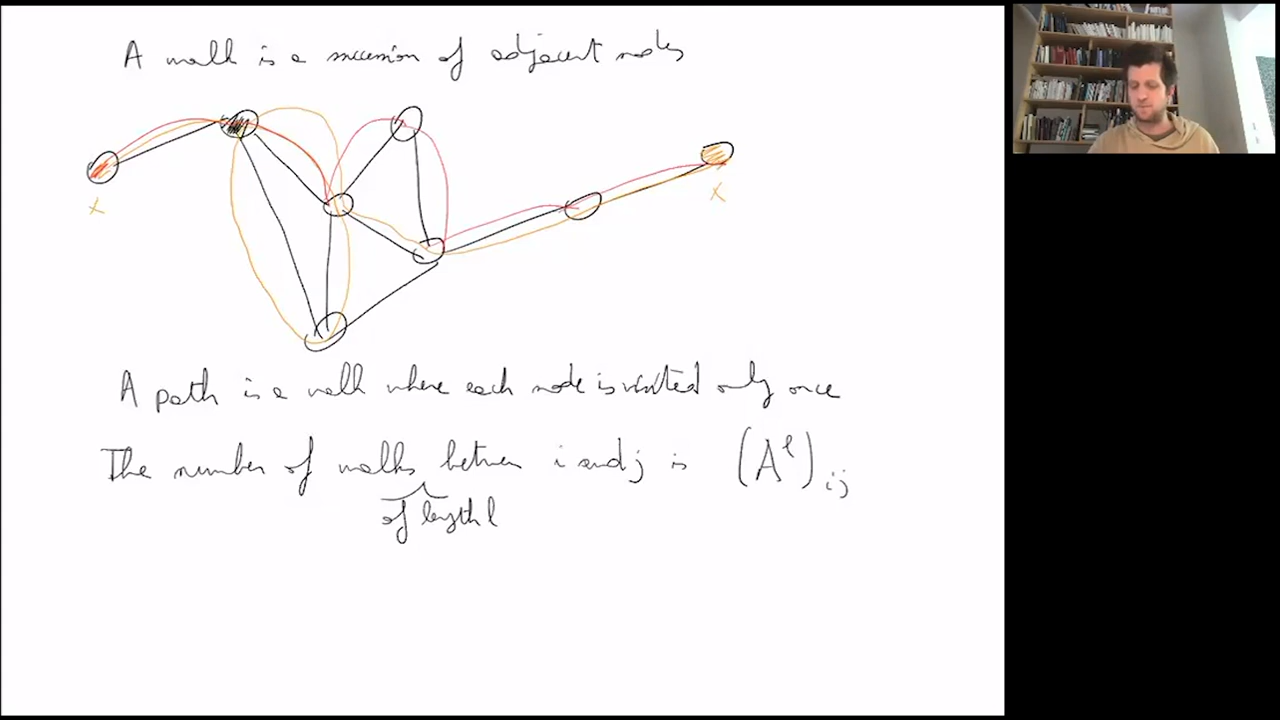 A walk is a succession of adjacent nodes
x
x
A path is a walk where each node is visited only once
The number of walks between i and j is (A^l)_ij
of length l